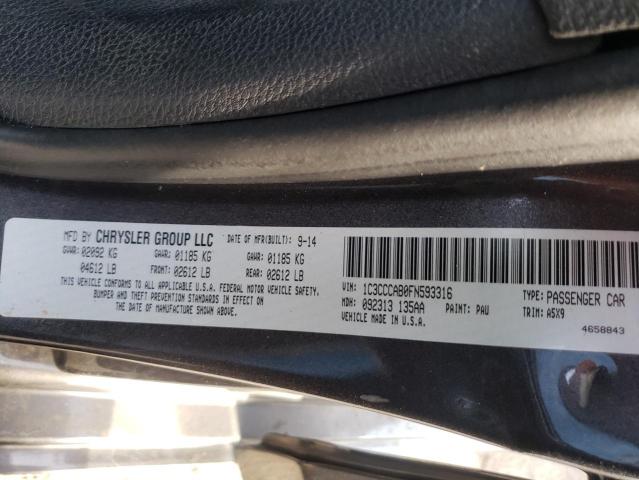 MFD BY CHRYSLER GROUP LLC DATE OF MFR(BUILT): 9-14
GVWR: 02092 KG GAWR: 01185 KG GAWR: 01185 KG
04612 LB FRONT: 02612 LB REAR: 02612 LB
THIS VEHICLE CONFORMS TO ALL APPLICABLE U.S.A. FEDERAL MOTOR VEHICLE SAFETY,
BUMPER AND THEFT PREVENTION STANDARDS IN EFFECT ON
THE DATE OF MANUFACTURE SHOWN ABOVE.
VIN: 1C3CCCAB0FN593316 TYPE: PASSENGER CAR
MDH: 092313 135AA PAINT: PAU TRIM: A5X9
VEHICLE MADE IN U.S.A.
4658843